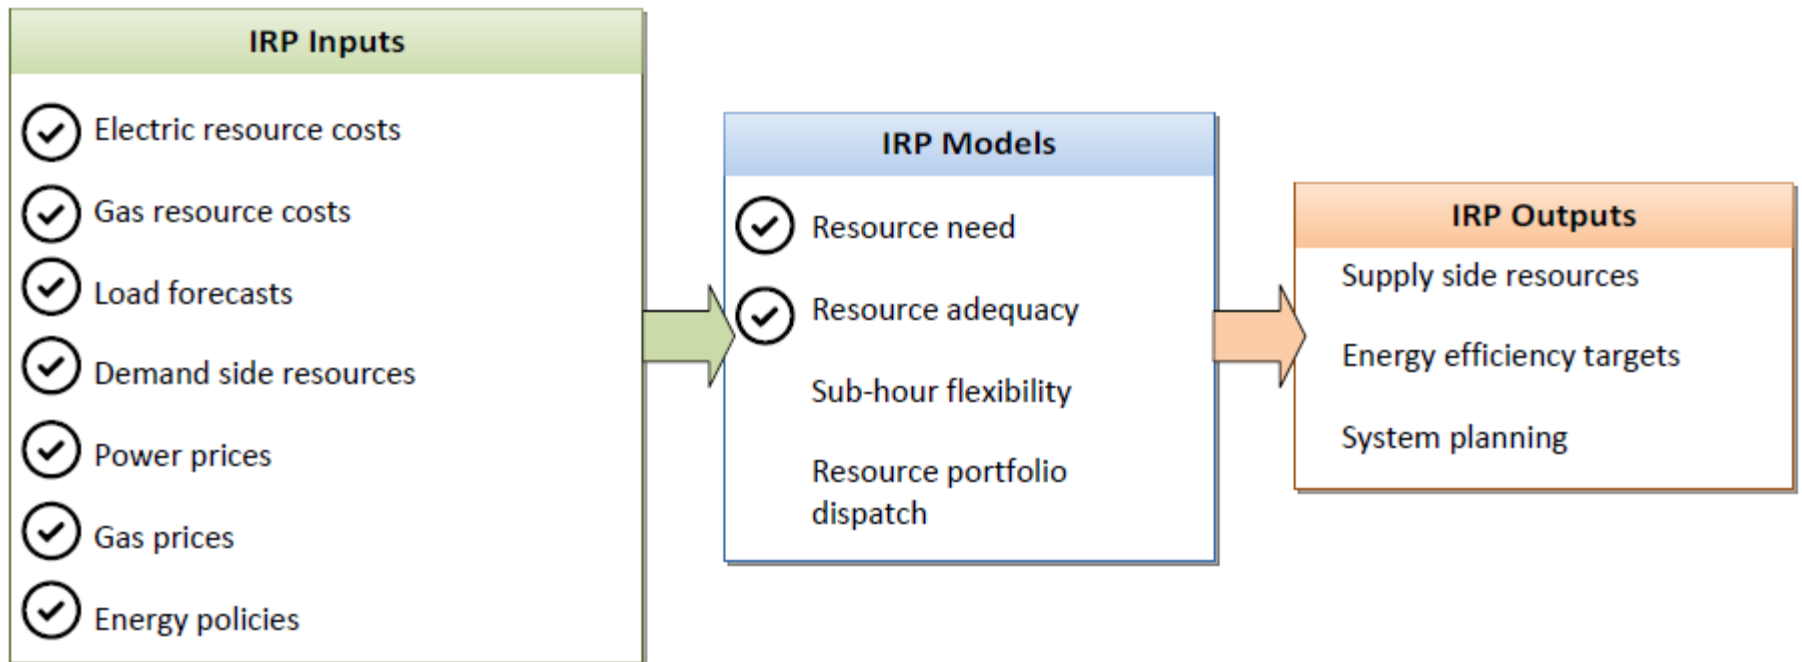 IRP Inputs
Electric resource costs
Gas resource costs
Load forecasts
Demand side resources
Power prices
Gas prices
Energy policies
IRP Models
Resource need
Resource adequacy
Sub-hour flexibility
Resource portfolio
dispatch
IRP Outputs
Supply side resources
Energy efficiency targets
System planning